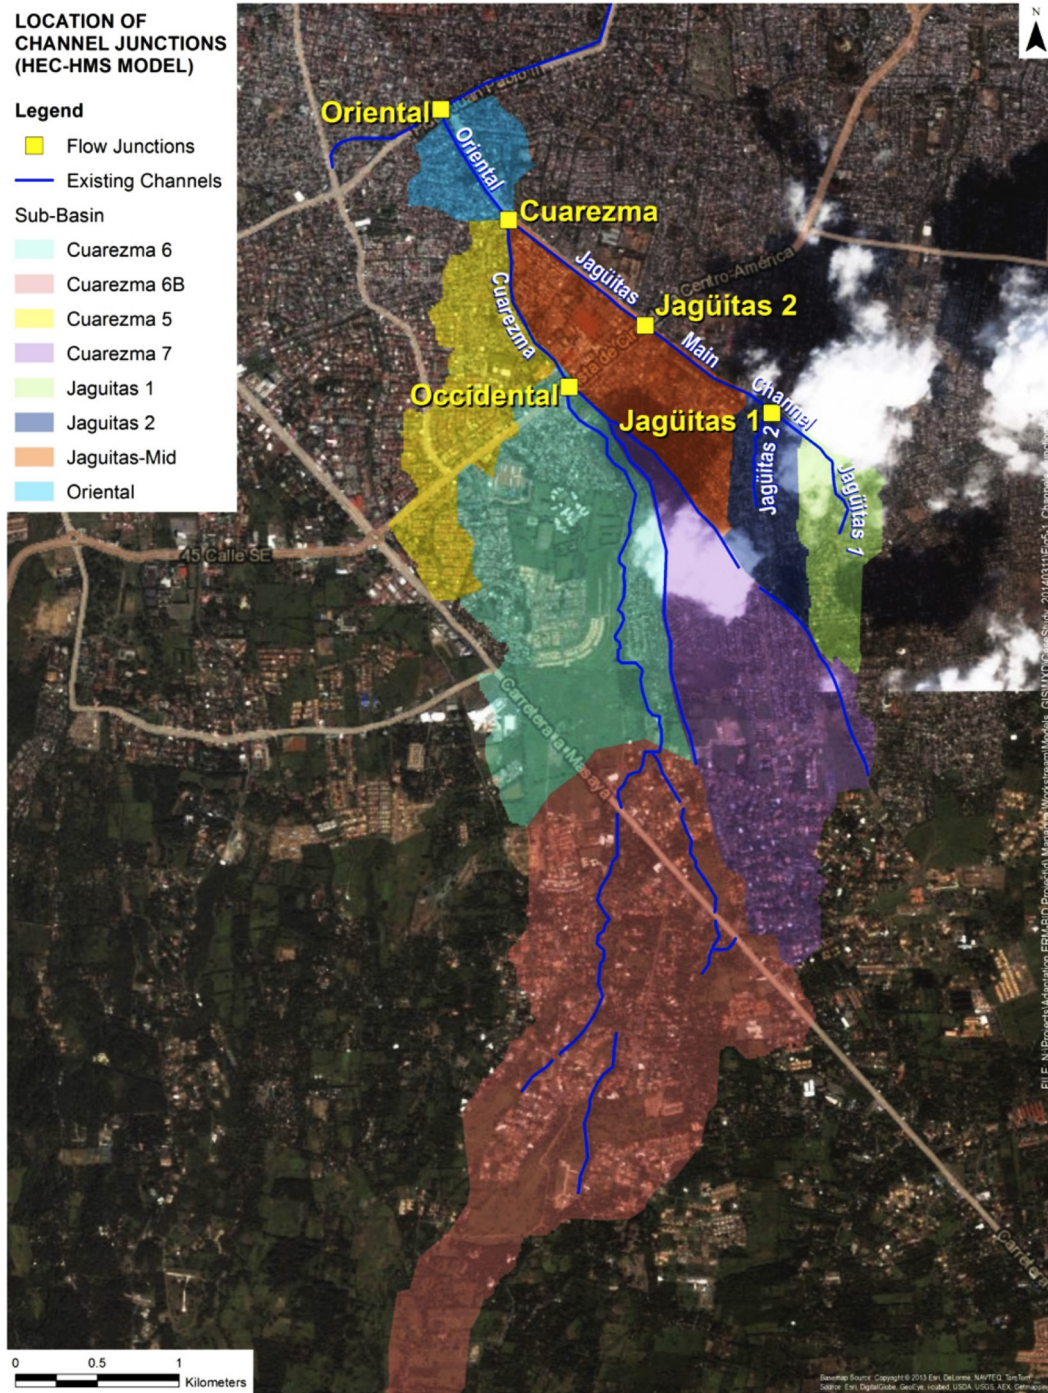 LOCATION OF
CHANNEL JUNCTIONS
(HEC-HMS MODEL)
Legend
Flow Junctions
Existing Channels
Sub-Basin
Cuarezma 6
Cuarezma 6B
Cuarezma 5
Cuarezma 7
Jaguitas 1
Jaguitas 2
Jaguitas-Mid
Oriental
N
Oriental
Oriental
Cuarezma
Jagüitas
Centro-América
Cuarezma
Jagüitas 2
Main
Channel
Occidental
Jagüitas 1
Jagüitas 2
Jagüitas 1
45 Calle SE
Carretera a Masaya
0 0.5 1
Kilometers